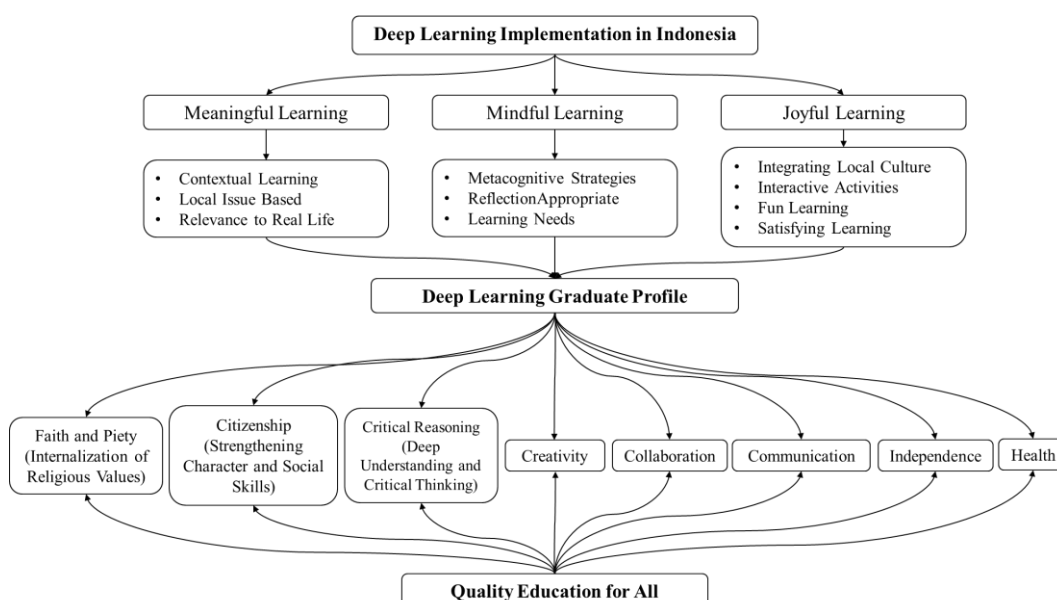 Deep Learning Implementation in Indonesia
Meaningful Learning
Mindful Learning
Joyful Learning
• Contextual Learning
• Local Issue Based
• Relevance to Real Life
• Metacognitive Strategies
• ReflectionAppropriate
• Learning Needs
• Integrating Local Culture
• Interactive Activities
• Fun Learning
• Satisfying Learning
Deep Learning Graduate Profile
Faith and Piety
(Internalization of
Religious Values)
Citizenship
(Strengthening
Character and Social
Skills)
Critical Reasoning
(Deep
Understanding and
Critical Thinking)
Creativity
Collaboration
Communication
Independence
Health
Quality Education for All